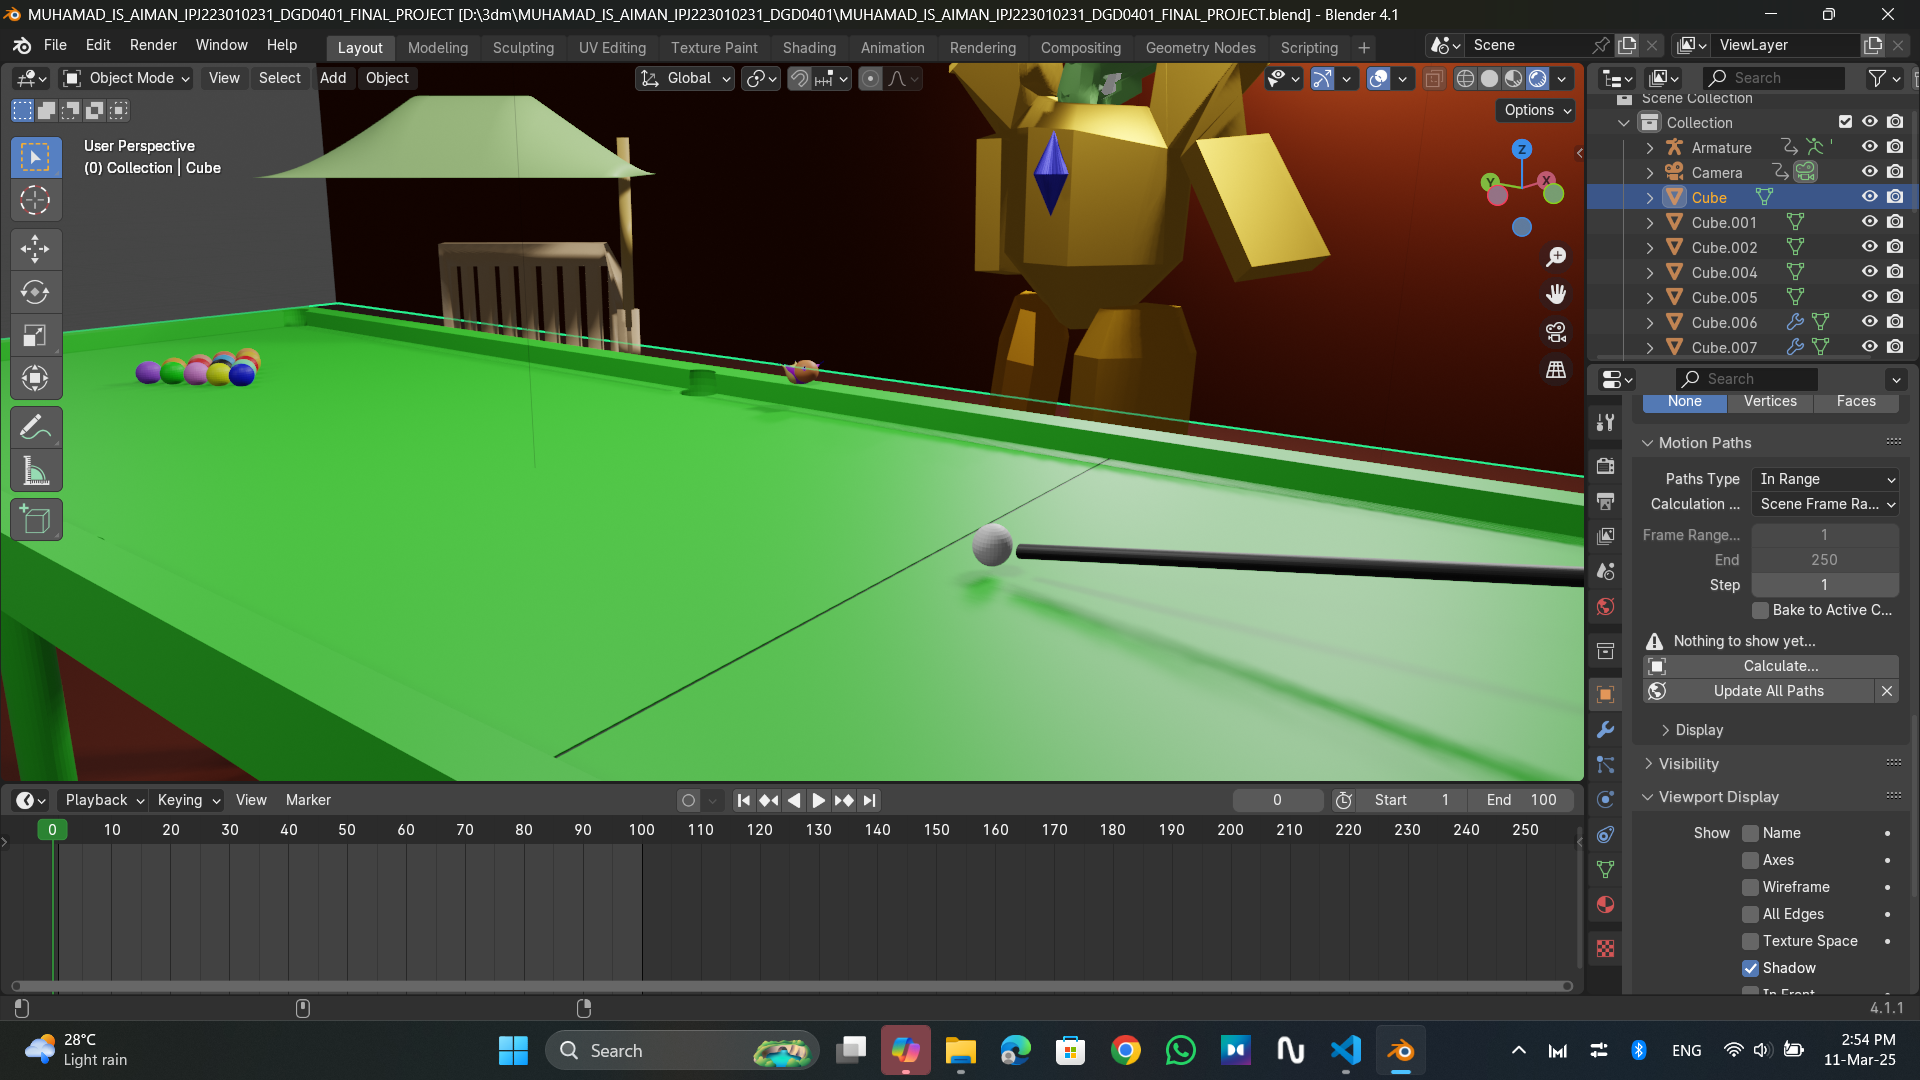 MUHAMAD_IS_AIMAN_IPJ223010231_DGD0401_FINAL_PROJECT [D:\3dm\MUHAMAD_IS_AIMAN_IPJ223010231_DGD0401\MUHAMAD_IS_AIMAN_IPJ223010231_DGD0401_FINAL_PROJECT.blend] - Blender 4.1
File Edit Render Window Help Layout Modeling Sculpting UV Editing Texture Paint Shading Animation Rendering Compositing Geometry Nodes Scripting + Scene ViewLayer
Object Mode View Select Add Object Global Search
Options
User Perspective
(0) Collection | Cube
Z
Y
X
Scene Collection
Collection
Armature
Camera
Cube
Cube.001
Cube.002
Cube.004
Cube.005
Cube.006
Cube.007
Search
None Vertices Faces
Motion Paths
Paths Type In Range
Calculation ... Scene Frame Ra...
Frame Range... 1
End 250
Step 1
Bake to Active C...
Nothing to show yet...
Calculate...
Update All Paths
Display
Visibility
Viewport Display
Show Name
Axes
Wireframe
All Edges
Texture Space
Shadow
In Front
Playback Keying View Marker 0 Start 1 End 100
0 10 20 30 40 50 60 70 80 90 100 110 120 130 140 150 160 170 180 190 200 210 220 230 240 250
4.1.1
28°C
Light rain
Search
ENG
2:54 PM
11-Mar-25